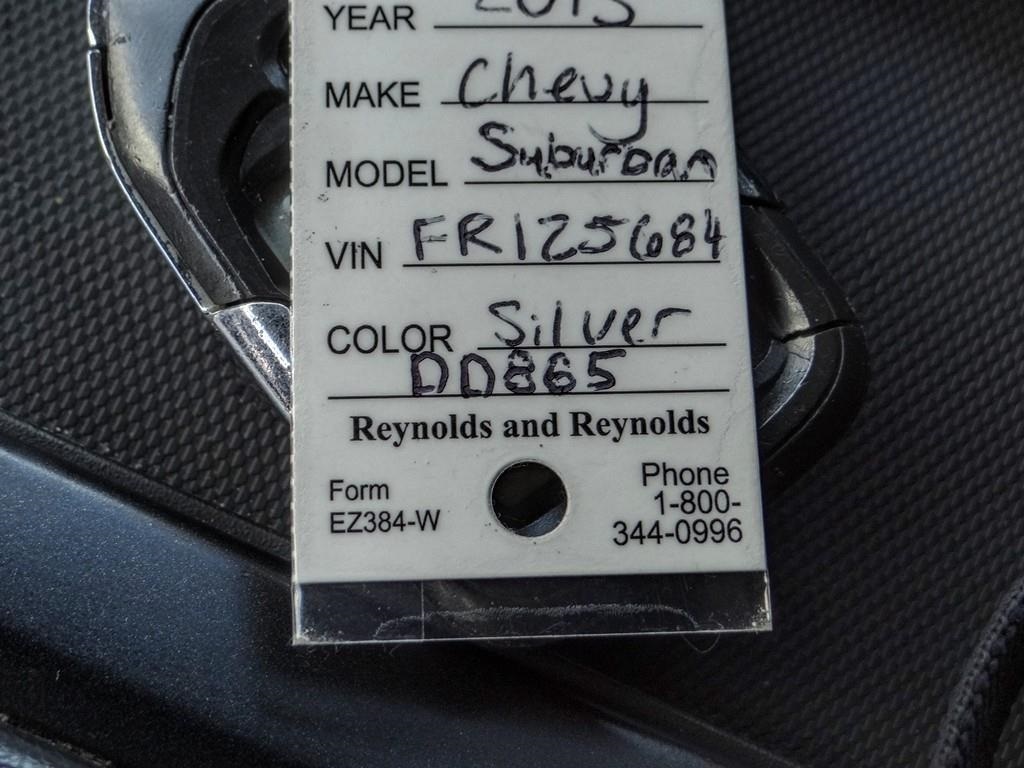 YEAR 2015
MAKE Chevy
MODEL Suburban
VIN FR125684
COLOR Silver
DD865
Reynolds and Reynolds
Form
EZ384-W
Phone
1-800-
344-0996